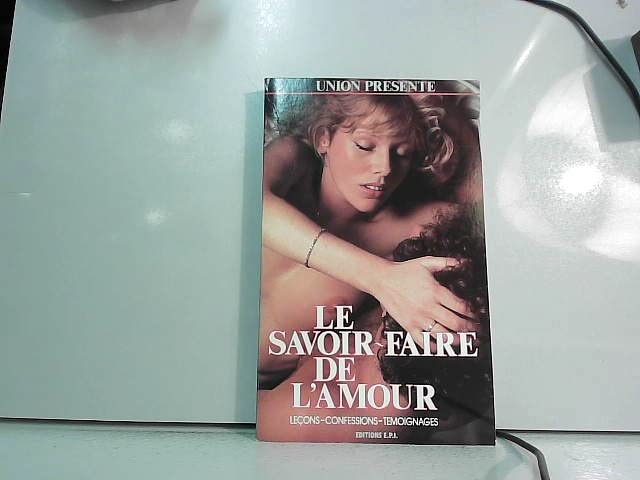 UNION PRESENTE
LE
SAVOIR-FAIRE
DE
L'AMOUR
LEÇONS-CONFESSIONS-TEMOIGNAGES
EDITIONS E.P.I.